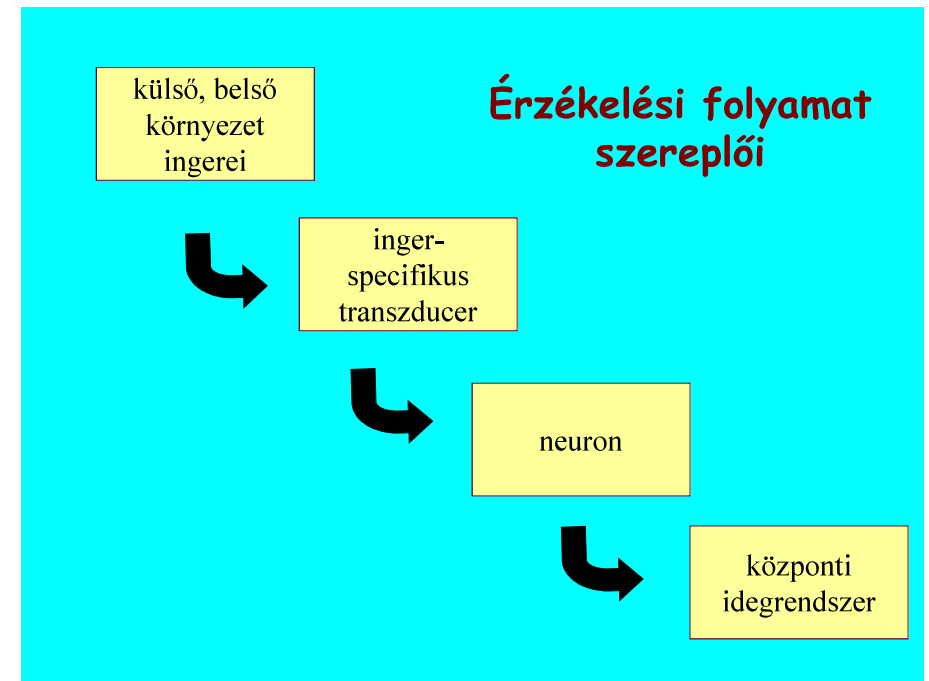 külső, belső
környezet
ingerei
Érzékelési folyamat
szereplői
inger-
specifikus
transzducer
neuron
központi
idegrendszer